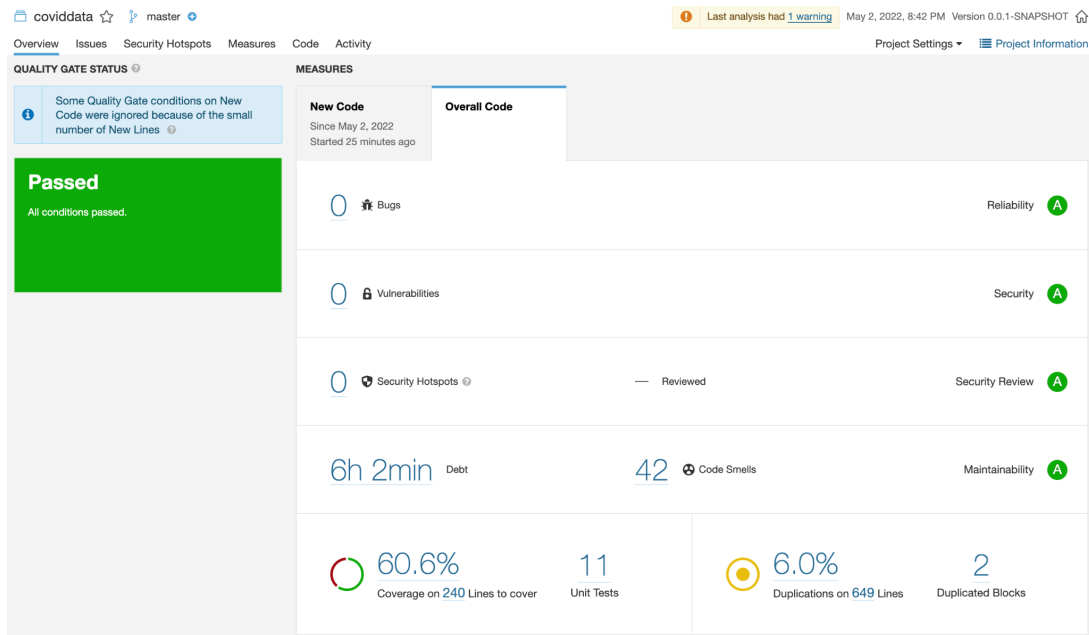 coviddata master Last analysis had 1 warning May 2, 2022, 8:42 PM Version 0.0.1-SNAPSHOT
Overview Issues Security Hotspots Measures Code Activity Project Settings Project Information
QUALITY GATE STATUS
Some Quality Gate conditions on New
Code were ignored because of the small
number of New Lines
Passed
All conditions passed.
MEASURES
New Code
Since May 2, 2022
Started 25 minutes ago
Overall Code
0 Bugs Reliability A
0 Vulnerabilities Security A
0 Security Hotspots — Reviewed Security Review A
6h 2min Debt 42 Code Smells Maintainability A
60.6%
Coverage on 240 Lines to cover
11
Unit Tests
6.0%
Duplications on 649 Lines
2
Duplicated Blocks